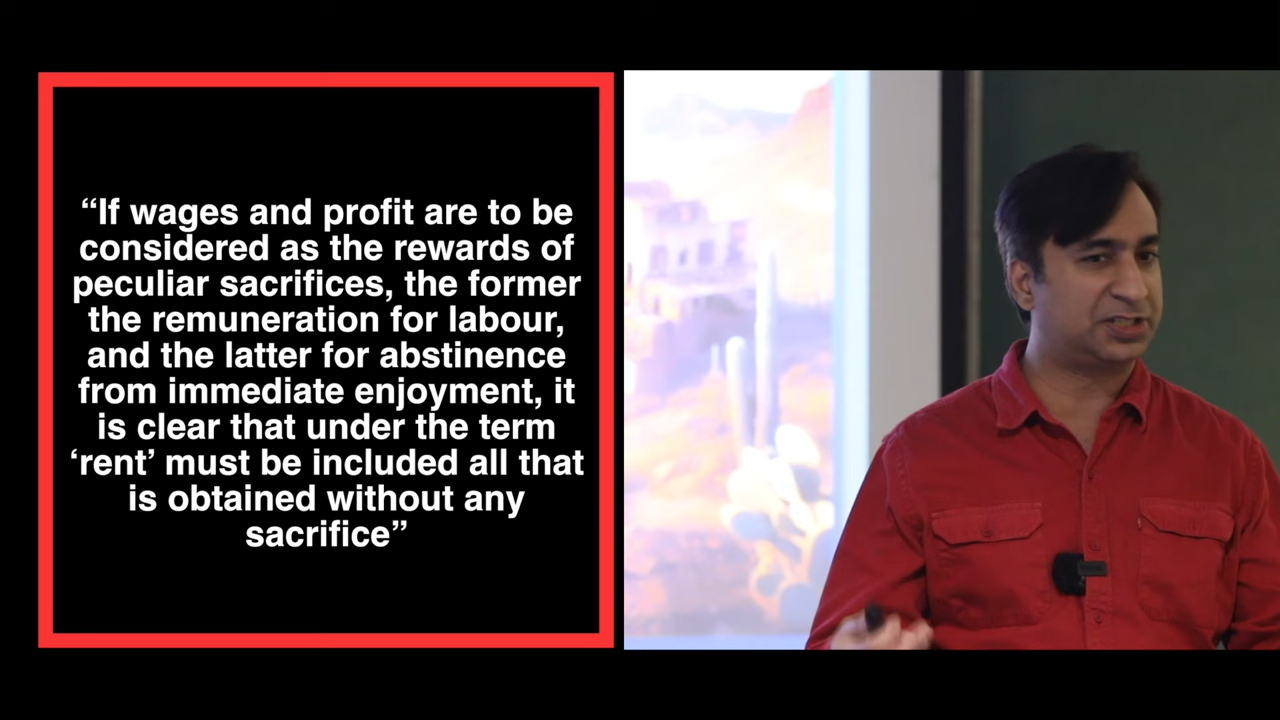 “If wages and profit are to be
considered as the rewards of
peculiar sacrifices, the former
the remuneration for labour,
and the latter for abstinence
from immediate enjoyment, it
is clear that under the term
‘rent’ must be included all that
is obtained without any
sacrifice”